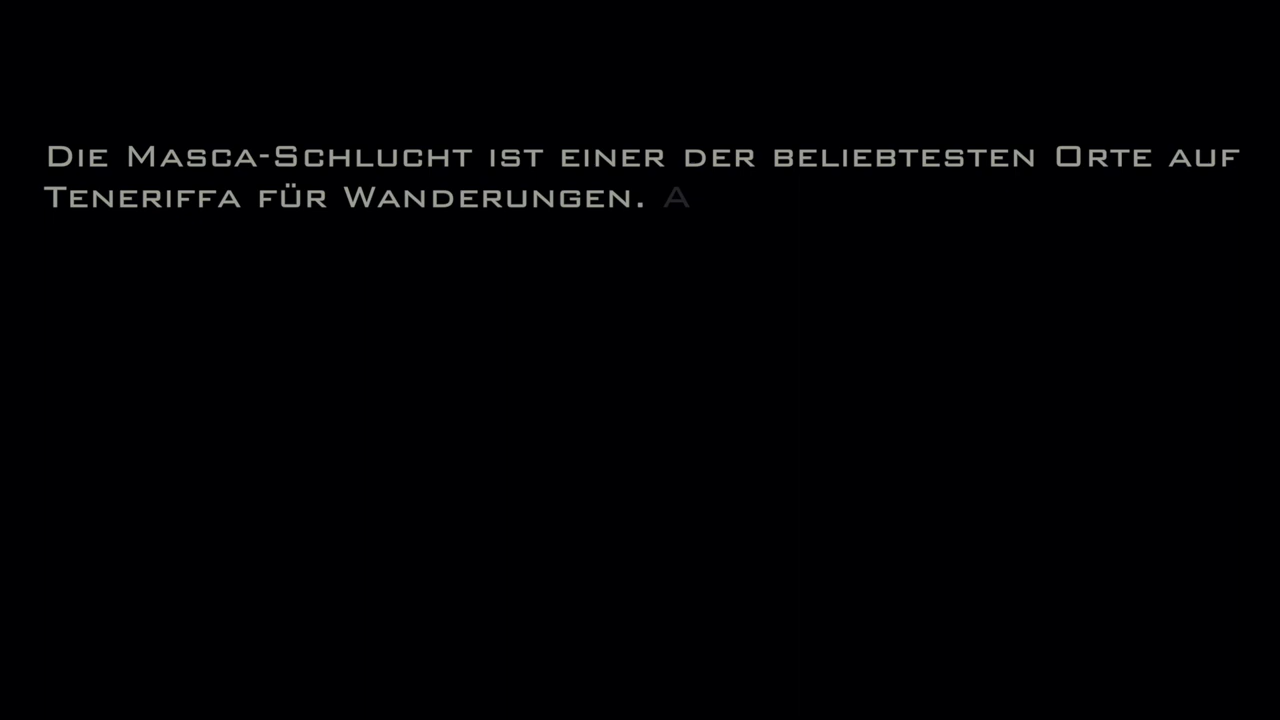 Die Masca-Schlucht ist einer der beliebtesten Orte auf
Teneriffa für Wanderungen. A